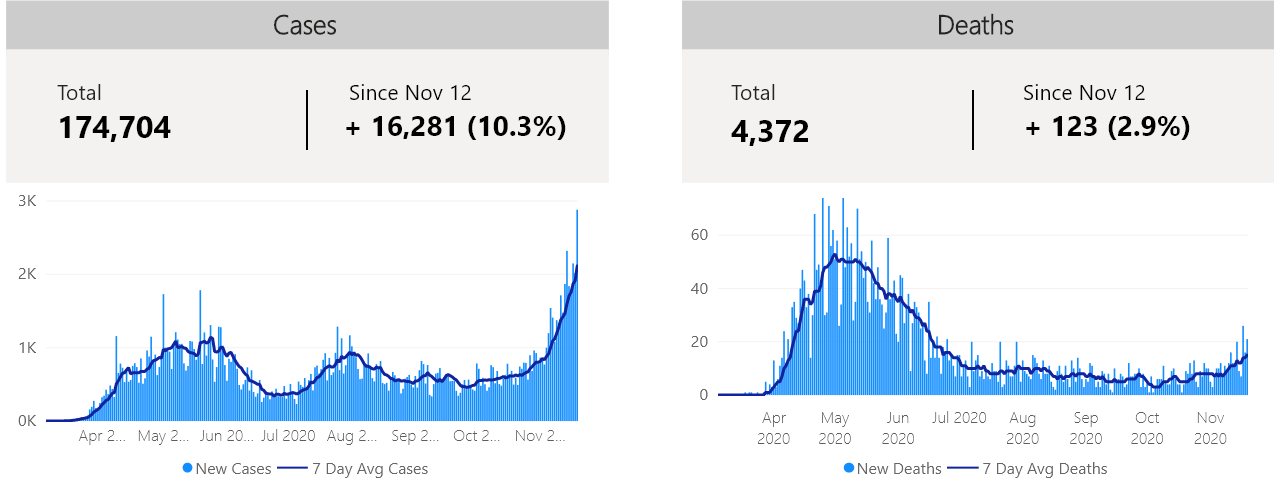 Cases
Total
174,704
Since Nov 12
+ 16,281 (10.3%)
3K
2K
1K
0K
Apr 2... May 2... Jun 20... Jul 2020 Aug 2... Sep 2... Oct 2... Nov 2...
New Cases 7 Day Avg Cases
Deaths
Total
4,372
Since Nov 12
+ 123 (2.9%)
60
40
20
0
Apr May Jun Jul 2020 Aug Sep Oct Nov
2020 2020 2020 2020 2020 2020 2020
New Deaths 7 Day Avg Deaths